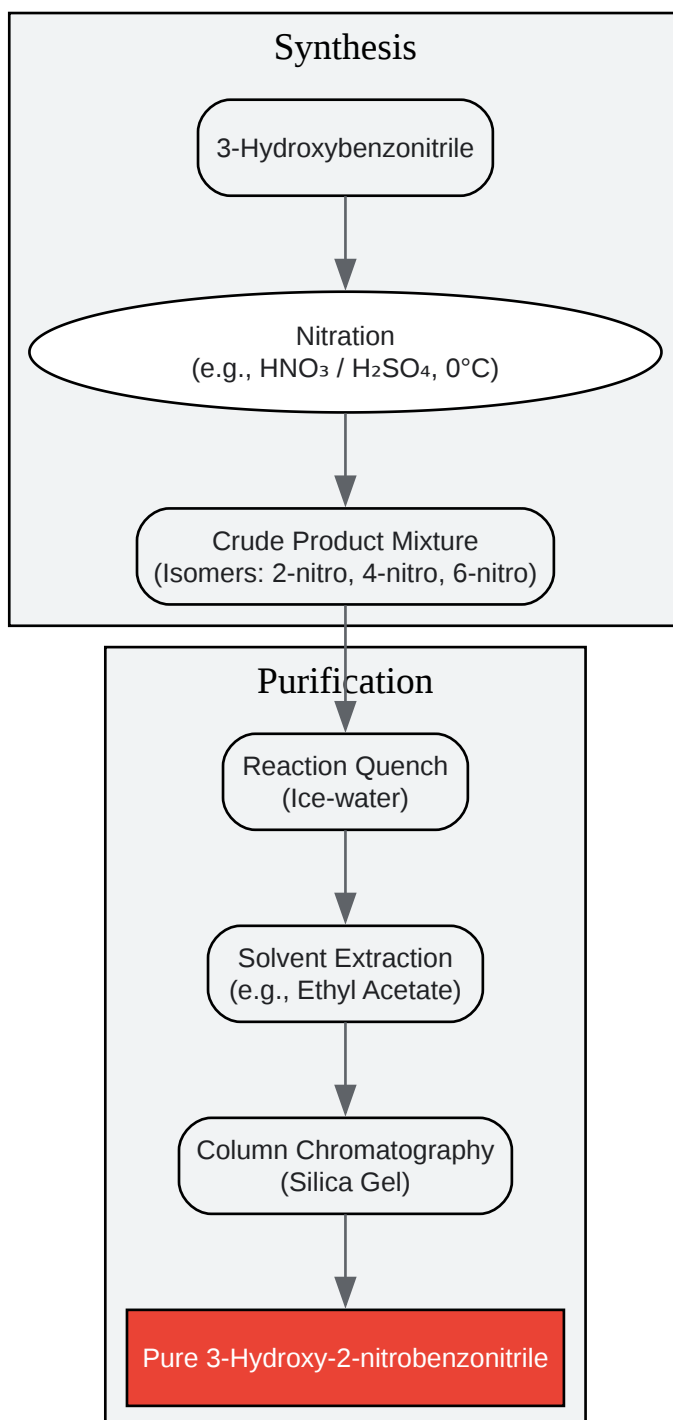 Synthesis
3-Hydroxybenzonitrile
Nitration
(e.g., HNO₃ / H₂SO₄, 0°C)
Crude Product Mixture
(Isomers: 2-nitro, 4-nitro, 6-nitro)
Purification
Reaction Quench
(Ice-water)
Solvent Extraction
(e.g., Ethyl Acetate)
Column Chromatography
(Silica Gel)
Pure 3-Hydroxy-2-nitrobenzonitrile